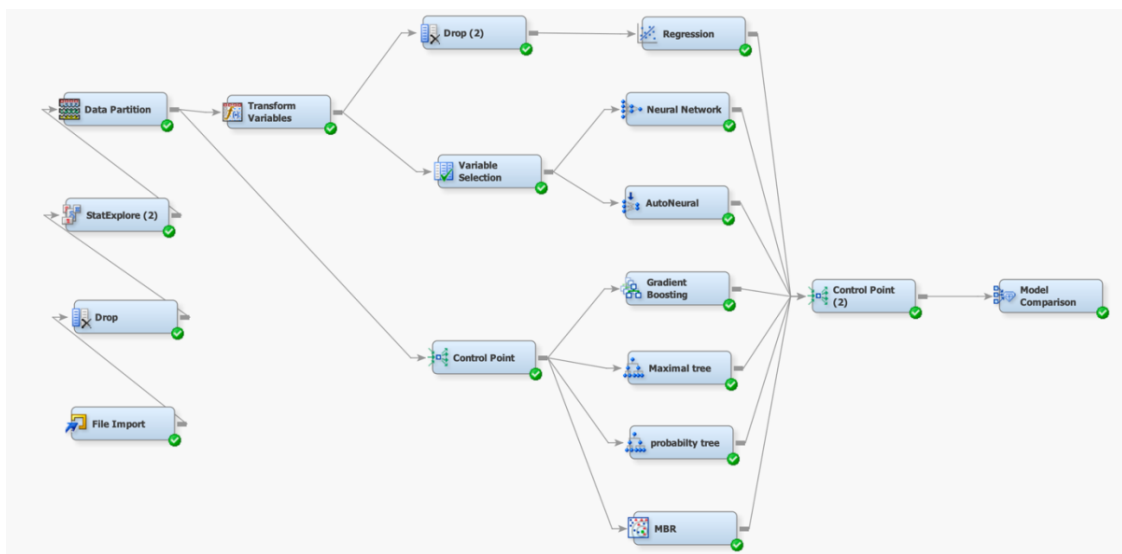 Drop (2)
Regression
Data Partition
Transform
Variables
Neural Network
Variable
Selection
AutoNeural
StatExplore (2)
Gradient
Boosting
Control Point
(2)
Model
Comparison
Drop
Control Point
Maximal tree
File Import
probabilty tree
MBR